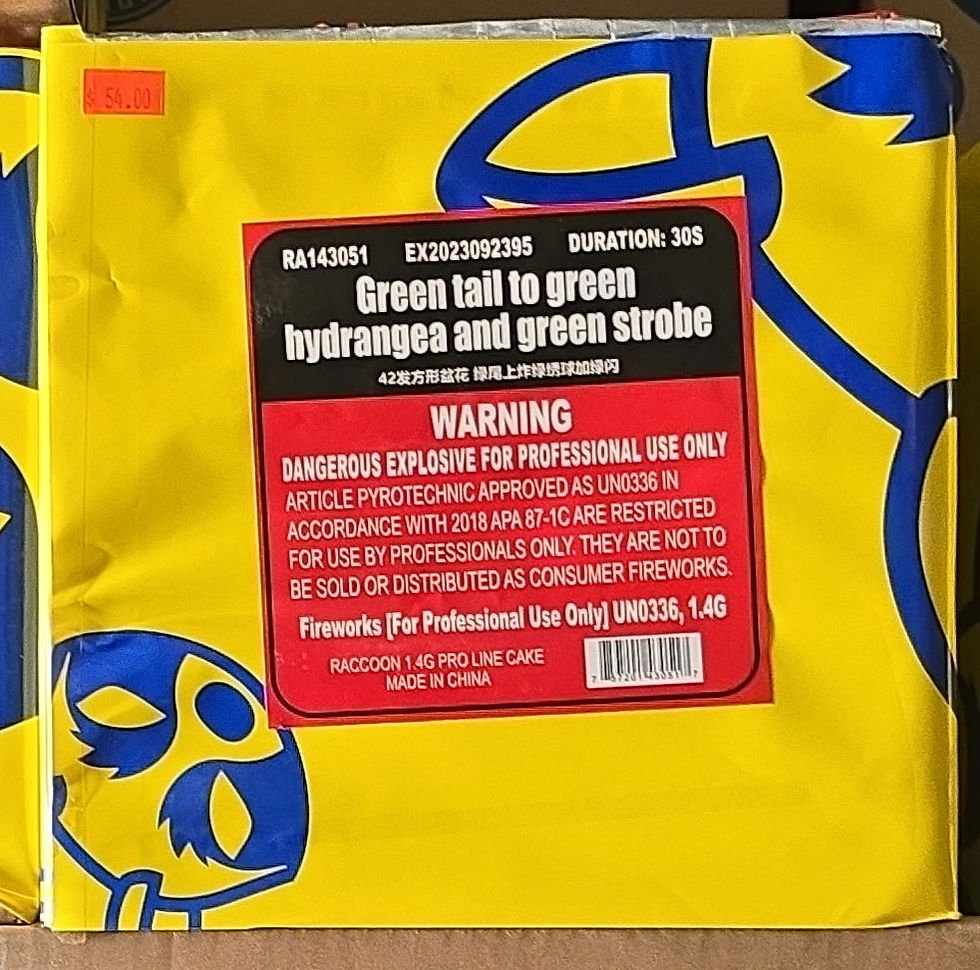 $ 54.00
RA143051 EX2023092395 DURATION: 30S
Green tail to green
hydrangea and green strobe
42发方形盆花 绿尾上炸绿绣球加绿闪
WARNING
DANGEROUS EXPLOSIVE FOR PROFESSIONAL USE ONLY
ARTICLE PYROTECHNIC APPROVED AS UN0336 IN
ACCORDANCE WITH 2018 APA 87-1C ARE RESTRICTED
FOR USE BY PROFESSIONALS ONLY. THEY ARE NOT TO
BE SOLD OR DISTRIBUTED AS CONSUMER FIREWORKS.
Fireworks [For Professional Use Only] UN0336, 1.4G
RACCOON 1.4G PRO LINE CAKE
MADE IN CHINA